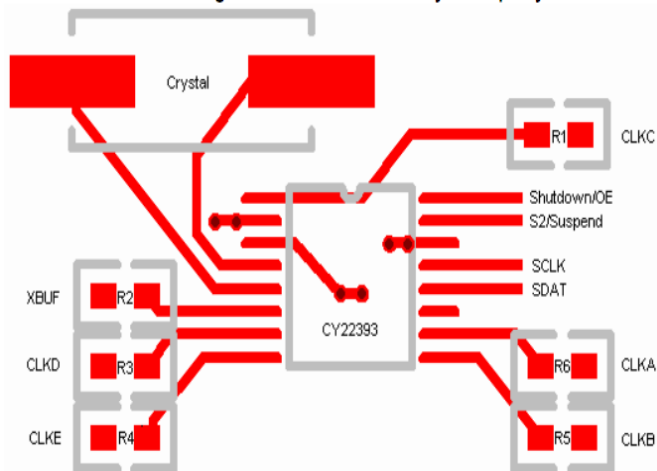 Crystal
R1 CLKC
Shutdown/OE
S2/Suspend
SCLK
SDAT
XBUF R2
CY22393
CLKD R3
R6 CLKA
CLKE R4
R5 CLKB